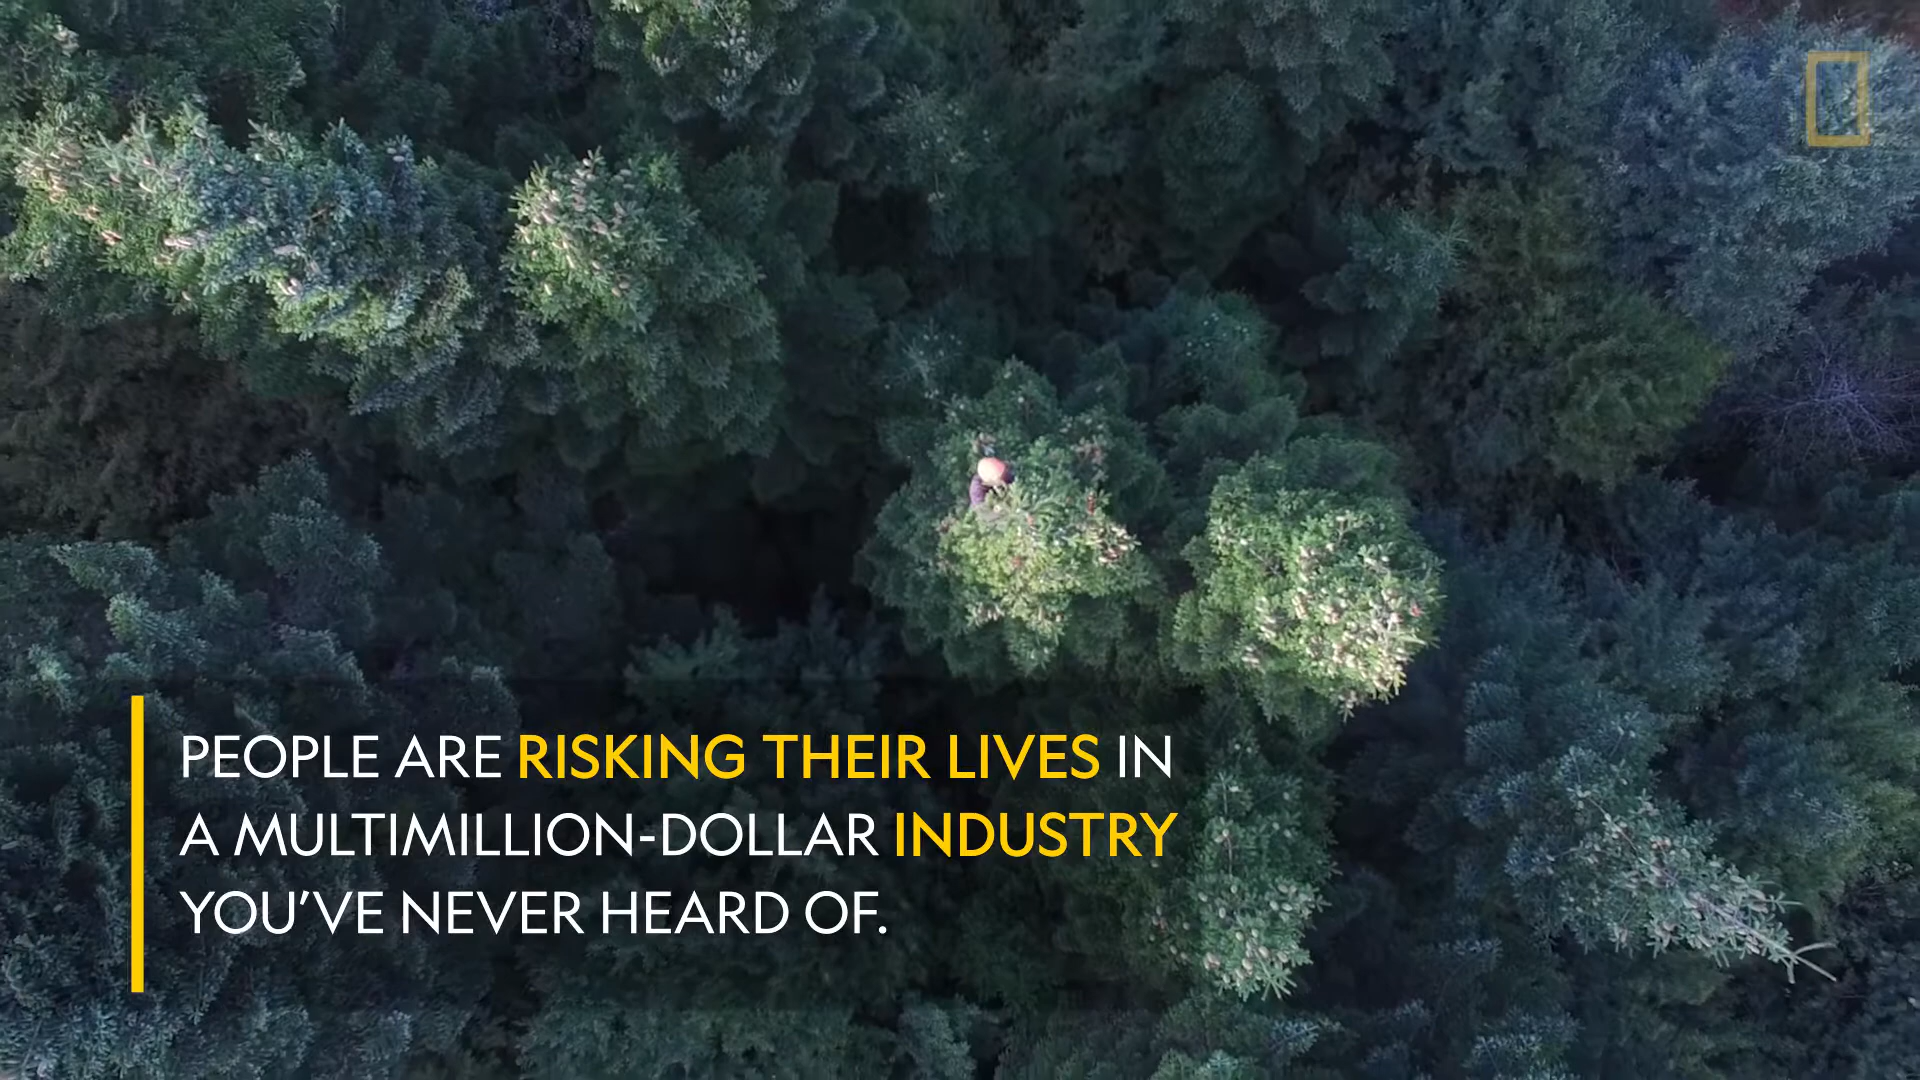 PEOPLE ARE RISKING THEIR LIVES IN
A MULTIMILLION-DOLLAR INDUSTRY
YOU'VE NEVER HEARD OF.